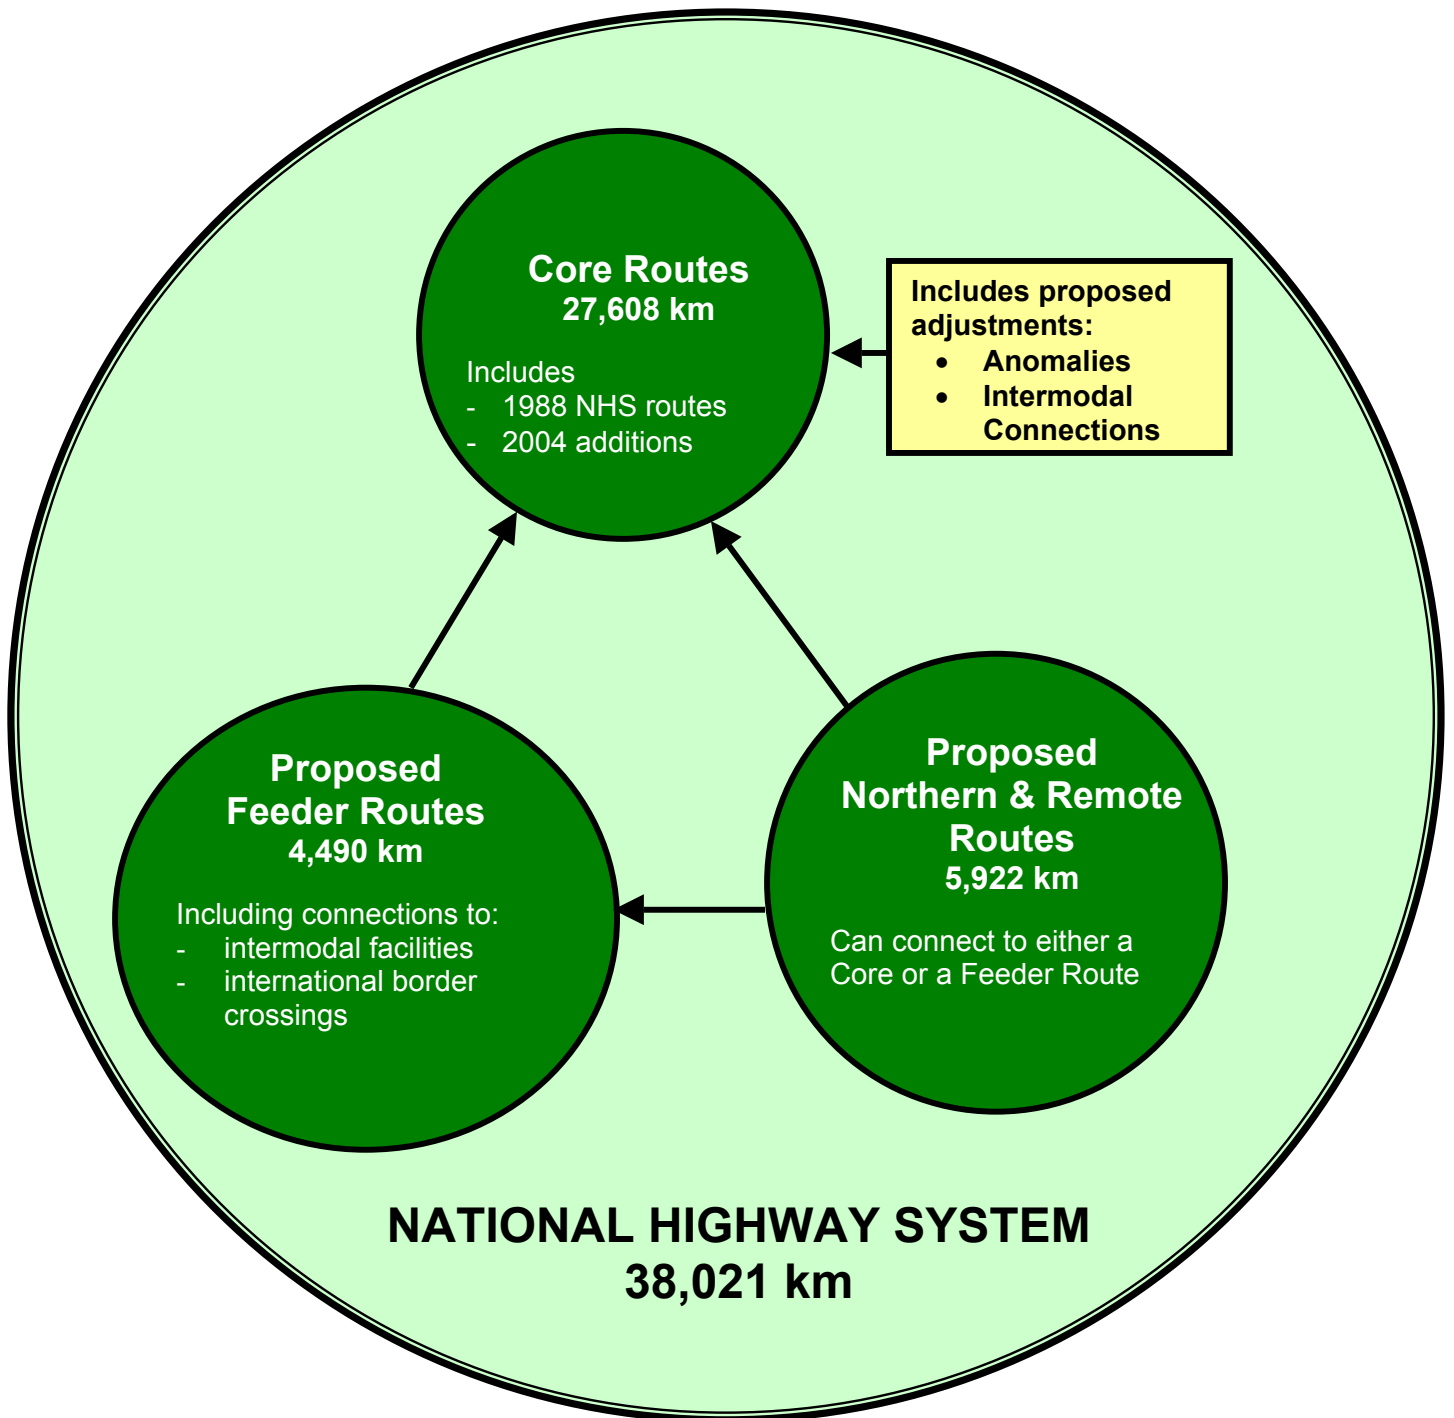 Core Routes
27,608 km
Includes
- 1988 NHS routes
- 2004 additions
Includes proposed
adjustments:
• Anomalies
• Intermodal
Connections
Proposed
Feeder Routes
4,490 km
Including connections to:
- intermodal facilities
- international border
crossings
Proposed
Northern & Remote
Routes
5,922 km
Can connect to either a
Core or a Feeder Route
NATIONAL HIGHWAY SYSTEM
38,021 km